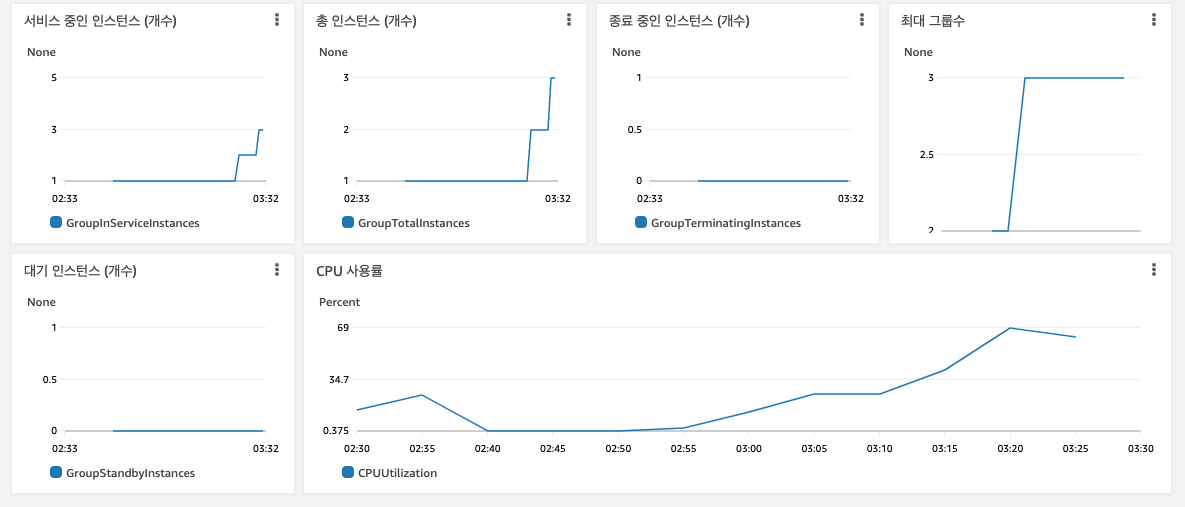 서비스 중인 인스턴스 (개수)
None
5
3
1
02:33
03:32
GroupInServiceInstances
총 인스턴스 (개수)
None
3
2
1
02:33
03:32
GroupTotalInstances
종료 중인 인스턴스 (개수)
None
1
0.5
0
02:33
03:32
GroupTerminatingInstances
최대 그룹수
None
3
2.5
2
대기 인스턴스 (개수)
None
1
0.5
0
02:33
03:32
GroupStandbyInstances
CPU 사용률
Percent
69
34.7
0.375
02:30 02:35 02:40 02:45 02:50 02:55 03:00 03:05 03:10 03:15 03:20 03:25 03:30
CPUUtilization